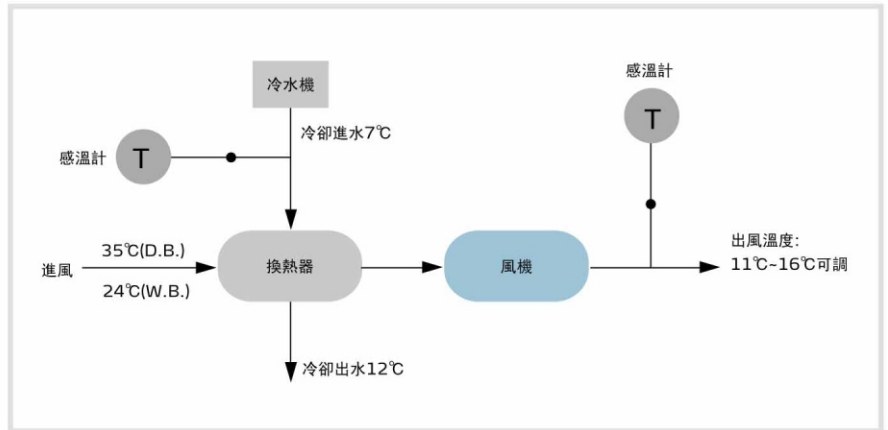 冷水機
冷卻進水7℃
感溫計
T
感溫計
T
進風
35℃(D.B.)
24℃(W.B.)
換熱器
風機
出風溫度:
11℃~16℃可調
冷卻出水12℃